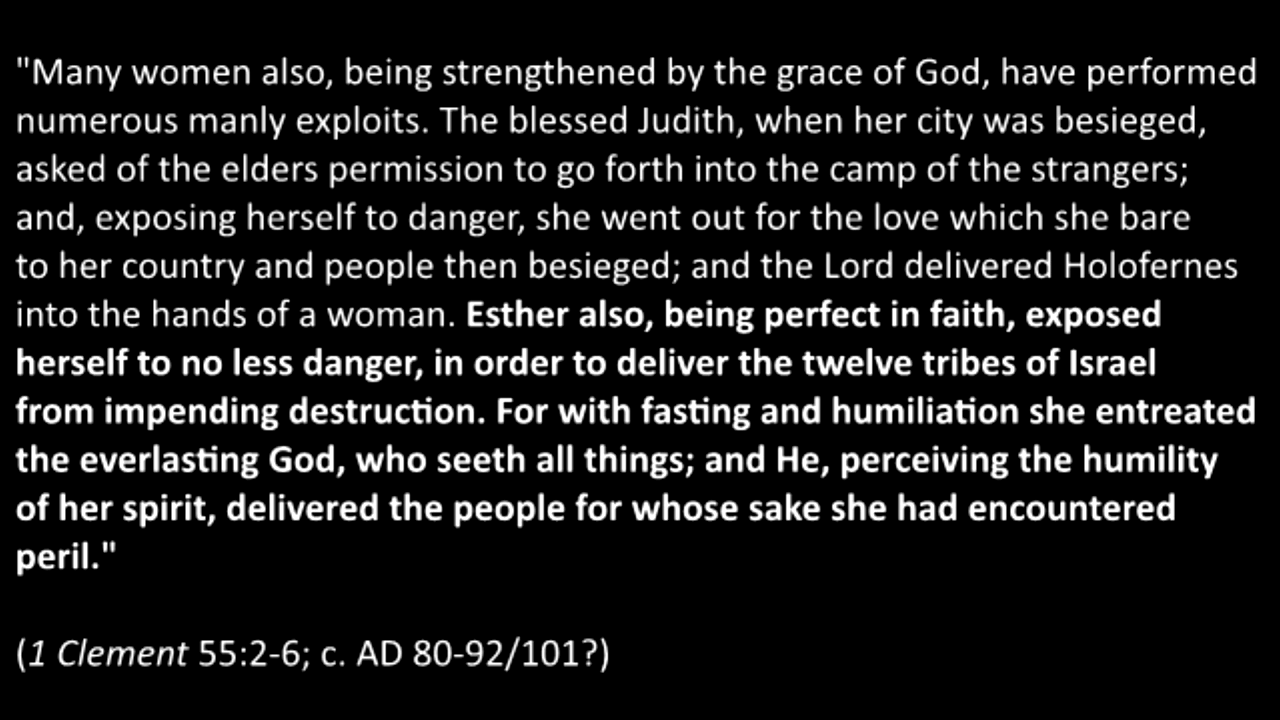 "Many women also, being strengthened by the grace of God, have performed
numerous manly exploits. The blessed Judith, when her city was besieged,
asked of the elders permission to go forth into the camp of the strangers;
and, exposing herself to danger, she went out for the love which she bare
to her country and people then besieged; and the Lord delivered Holofernes
into the hands of a woman. Esther also, being perfect in faith, exposed
herself to no less danger, in order to deliver the twelve tribes of Israel
from impending destruction. For with fasting and humiliation she entreated
the everlasting God, who seeth all things; and He, perceiving the humility
of her spirit, delivered the people for whose sake she had encountered
peril."
(1 Clement 55:2-6; c. AD 80-92/101?)